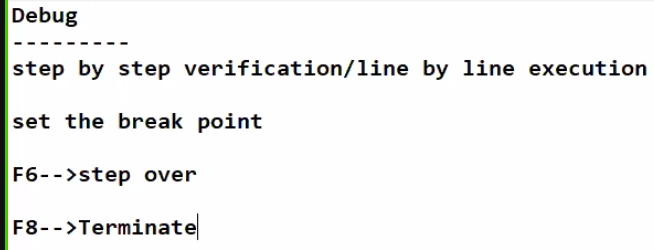 Debug
---------
step by step verification/line by line execution
set the break point
F6-->step over
F8-->Terminate